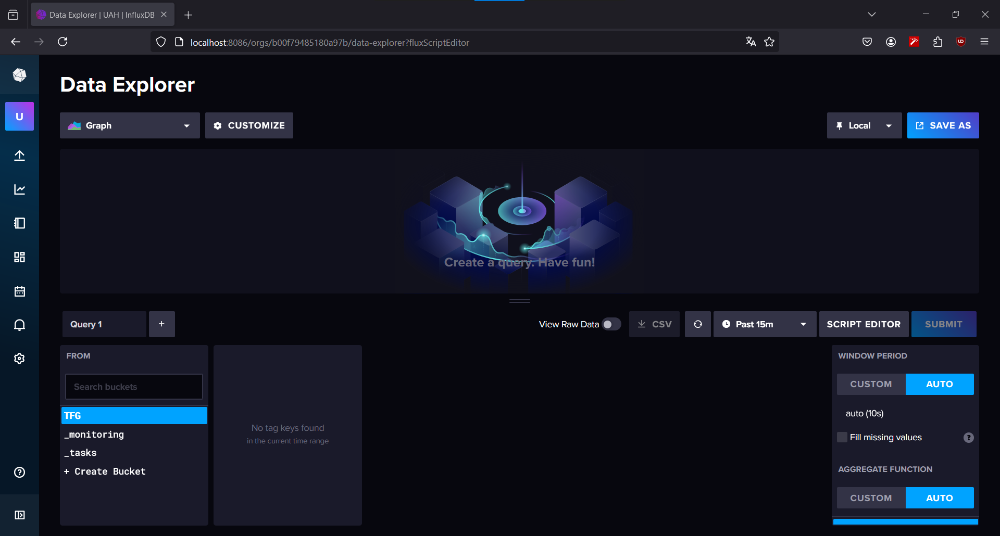 Data Explorer | UAH | InfluxDB
localhost:8086/orgs/b00f79485180a97b/data-explorer?fluxScriptEditor
U
Data Explorer
Graph
CUSTOMIZE
Local
SAVE AS
Create a query. Have fun!
Query 1
+
View Raw Data
CSV
Past 15m
SCRIPT EDITOR
SUBMIT
FROM
Search buckets
TFG
_monitoring
_tasks
+ Create Bucket
No tag keys found
in the current time range
WINDOW PERIOD
CUSTOM
AUTO
auto (10s)
Fill missing values
?
AGGREGATE FUNCTION
CUSTOM
AUTO